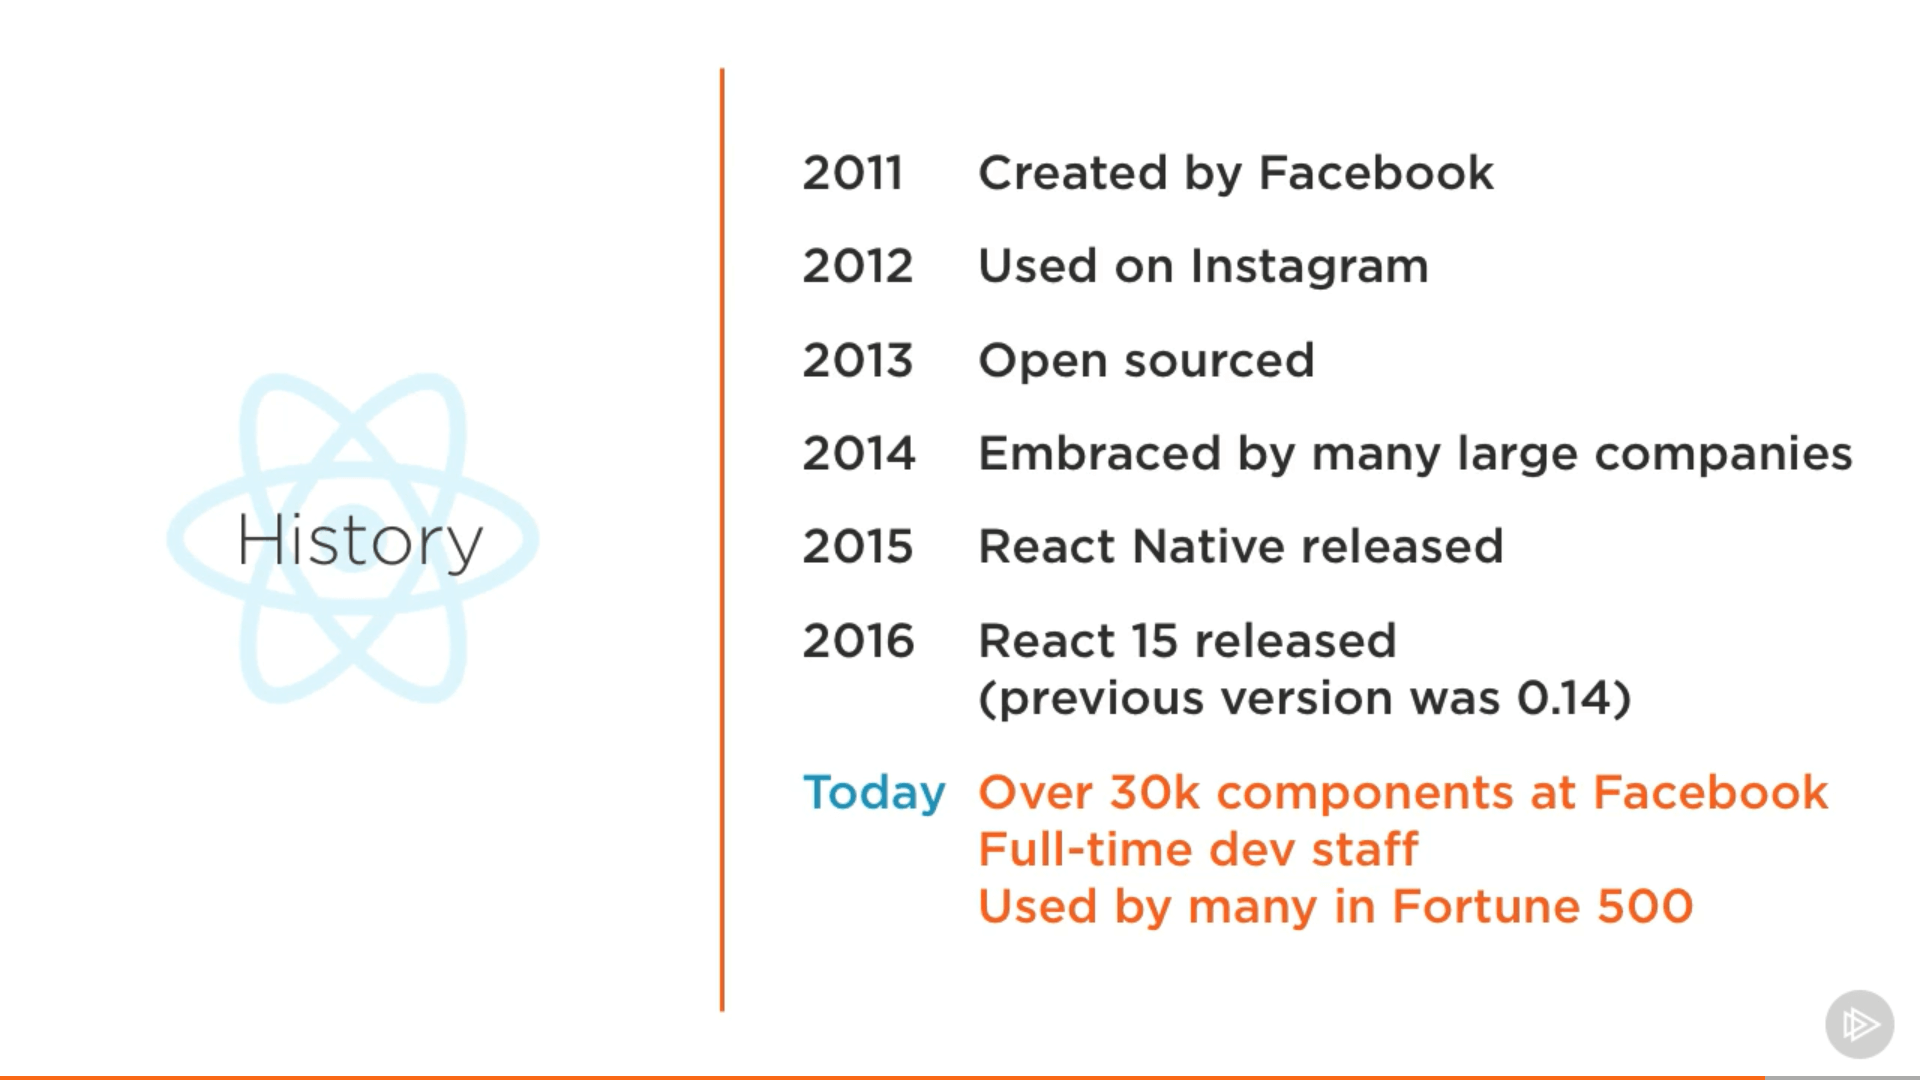 History
2011 Created by Facebook
2012 Used on Instagram
2013 Open sourced
2014 Embraced by many large companies
2015 React Native released
2016 React 15 released
(previous version was 0.14)
Today Over 30k components at Facebook
Full-time dev staff
Used by many in Fortune 500